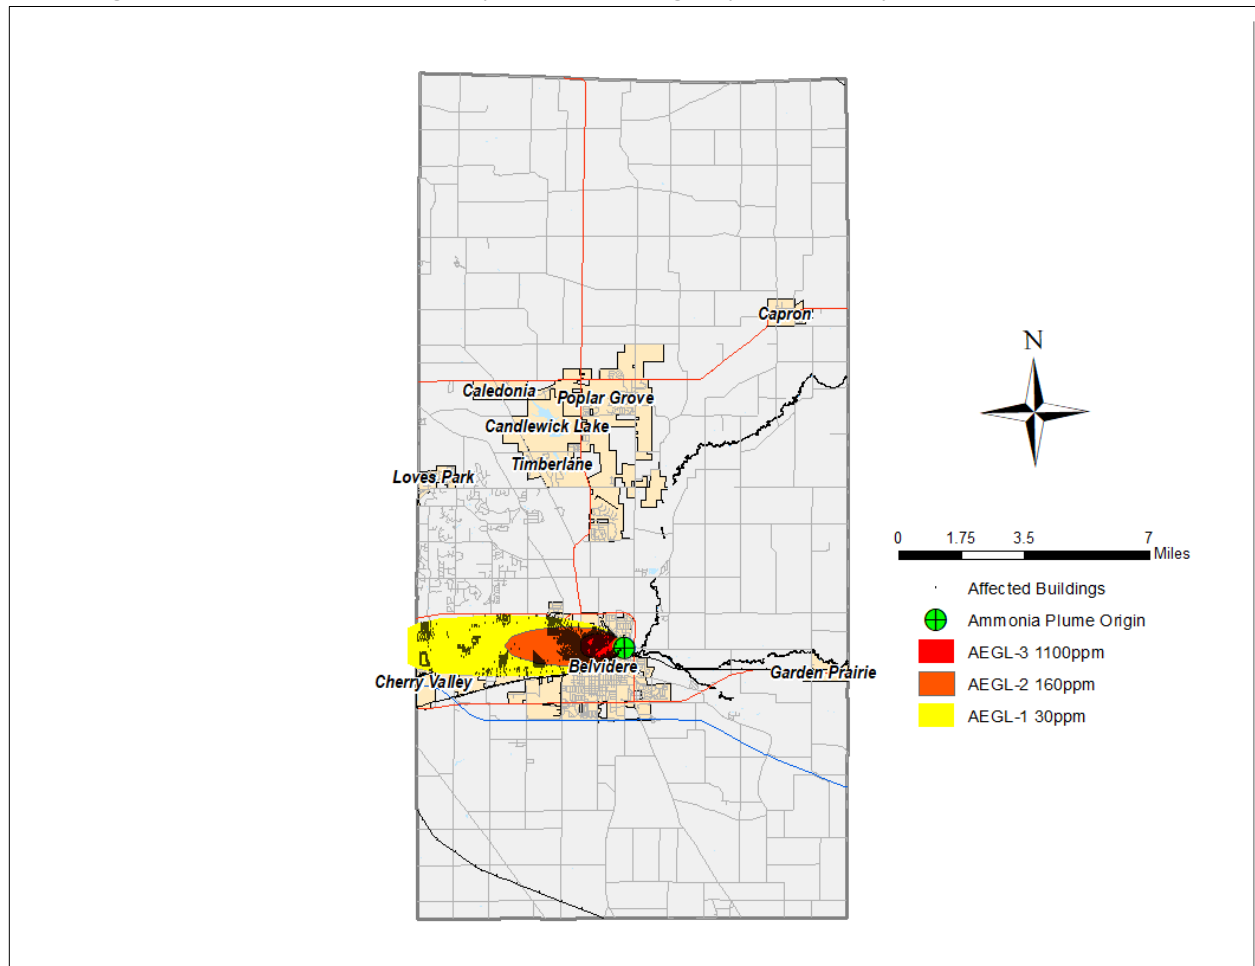 Capron
Caledonia
Poplar Grove
Candlewick Lake
Timberlane
Loves Park
Belvidere
Cherry Valley
Garden Prairie
N
0 1.75 3.5 7
Miles
Affected Buildings
Ammonia Plume Origin
AEGL-3 1100ppm
AEGL-2 160ppm
AEGL-1 30ppm